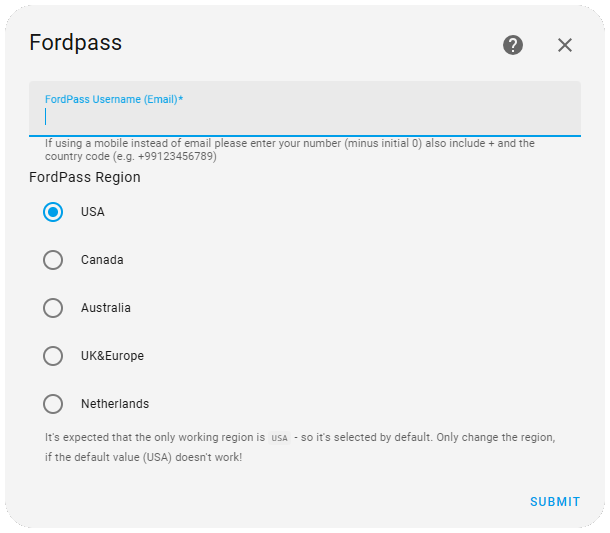 Fordpass
FordPass Username (Email)*
If using a mobile instead of email please enter your number (minus initial 0) also include + and the
country code (e.g. +99123456789)
FordPass Region
USA
Canada
Australia
UK&Europe
Netherlands
It's expected that the only working region is USA - so it's selected by default. Only change the region,
if the default value (USA) doesn't work!
SUBMIT